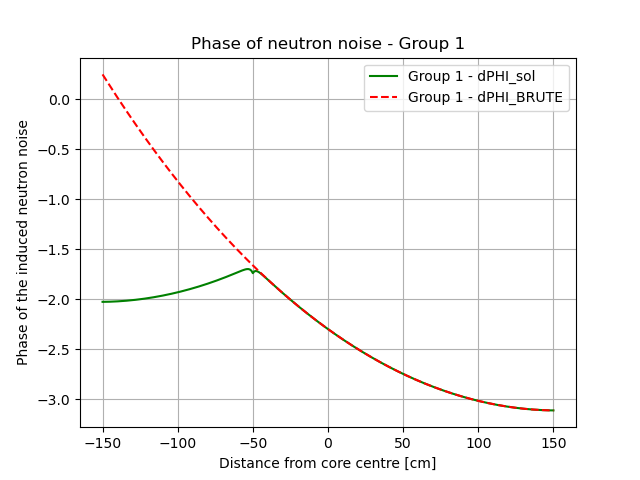 Phase of neutron noise - Group 1
Group 1 - dPHI_sol
Group 1 - dPHI_BRUTE
Phase of the induced neutron noise
0.0
−0.5
−1.0
−1.5
−2.0
−2.5
−3.0
−150
−100
−50
0
50
100
150
Distance from core centre [cm]